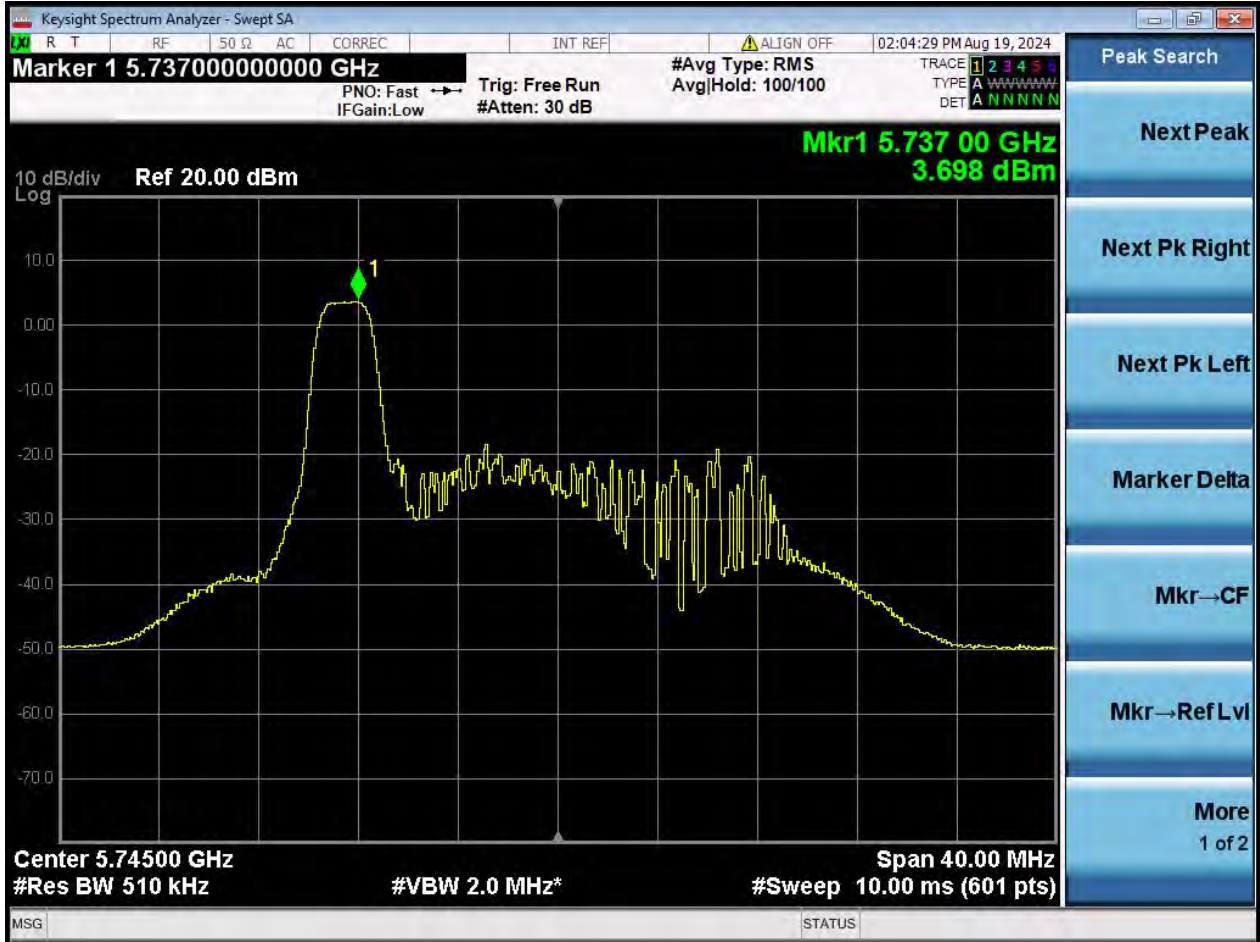 Keysight Spectrum Analyzer - Swept SA
LXI R T RF 50 Ω AC CORREC INT REF ALIGN OFF 02:04:29 PM Aug 19, 2024
Marker 1 5.737000000000 GHz
PNO: Fast
IFGain:Low
Trig: Free Run
#Atten: 30 dB
#Avg Type: RMS
Avg|Hold: 100/100
TRACE 1 2 3 4 5 6
TYPE A WWWWW
DET A N N N N N
Mkr1 5.737 00 GHz
3.698 dBm
10 dB/div Ref 20.00 dBm
Log
10.0
0.00
-10.0
-20.0
-30.0
-40.0
-50.0
-60.0
-70.0
1
Center 5.74500 GHz
Span 40.00 MHz
#Res BW 510 kHz
#VBW 2.0 MHz*
#Sweep 10.00 ms (601 pts)
MSG
STATUS
Peak Search
Next Peak
Next Pk Right
Next Pk Left
Marker Delta
Mkr→CF
Mkr→Ref Lvl
More
1 of 2